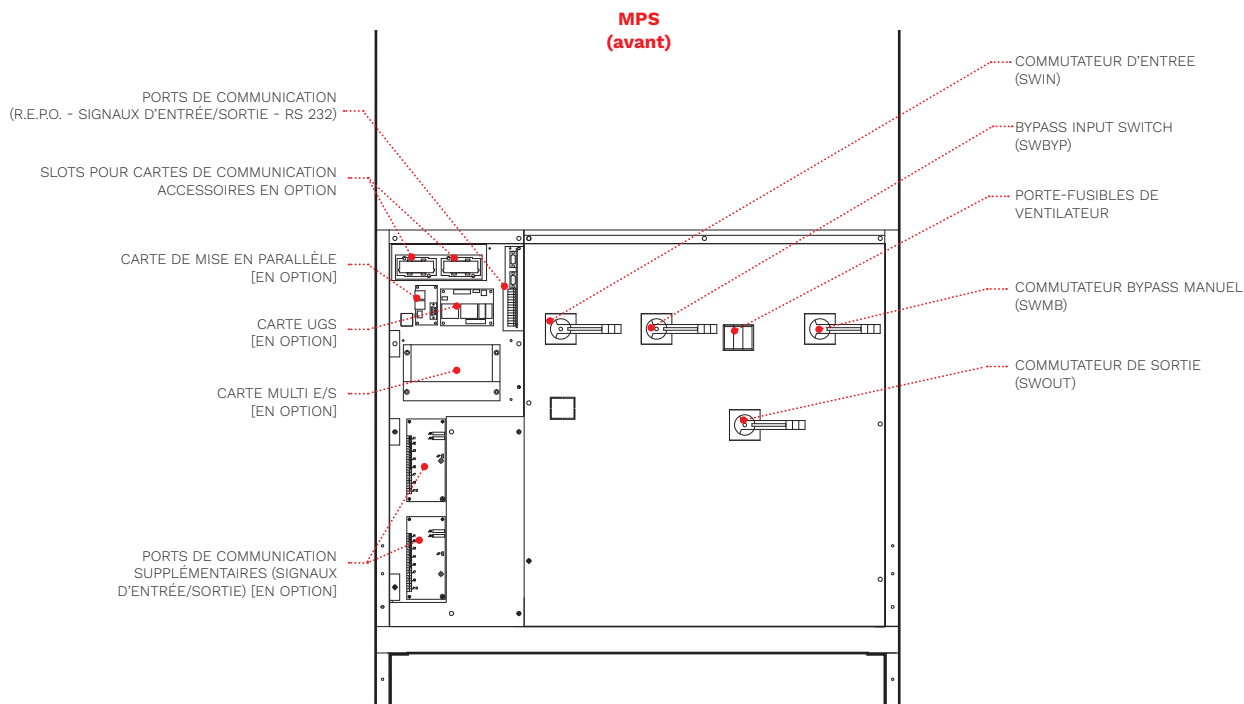 MPS
(avant)
PORTS DE COMMUNICATION
(R.E.P.O. - SIGNAUX D'ENTRÉE/SORTIE - RS 232)
SLOTS POUR CARTES DE COMMUNICATION
ACCESSOIRES EN OPTION
CARTE DE MISE EN PARALLÈLE
[EN OPTION]
CARTE UGS
[EN OPTION]
CARTE MULTI E/S
[EN OPTION]
PORTS DE COMMUNICATION
SUPPLÉMENTAIRES (SIGNAUX
D'ENTRÉE/SORTIE) [EN OPTION]
COMMUTATEUR D'ENTREE
(SWIN)
BYPASS INPUT SWITCH
(SWBYP)
PORTE-FUSIBLES DE
VENTILATEUR
COMMUTATEUR BYPASS MANUEL
(SWMB)
COMMUTATEUR DE SORTIE
(SWOUT)